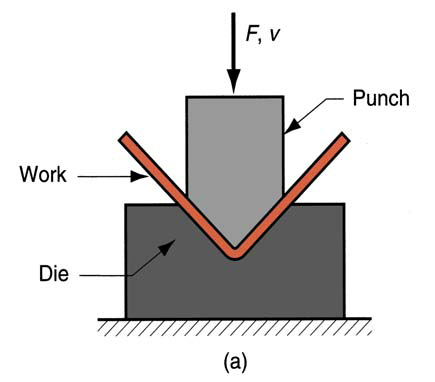 F, v
Punch
Work
Die
(a)